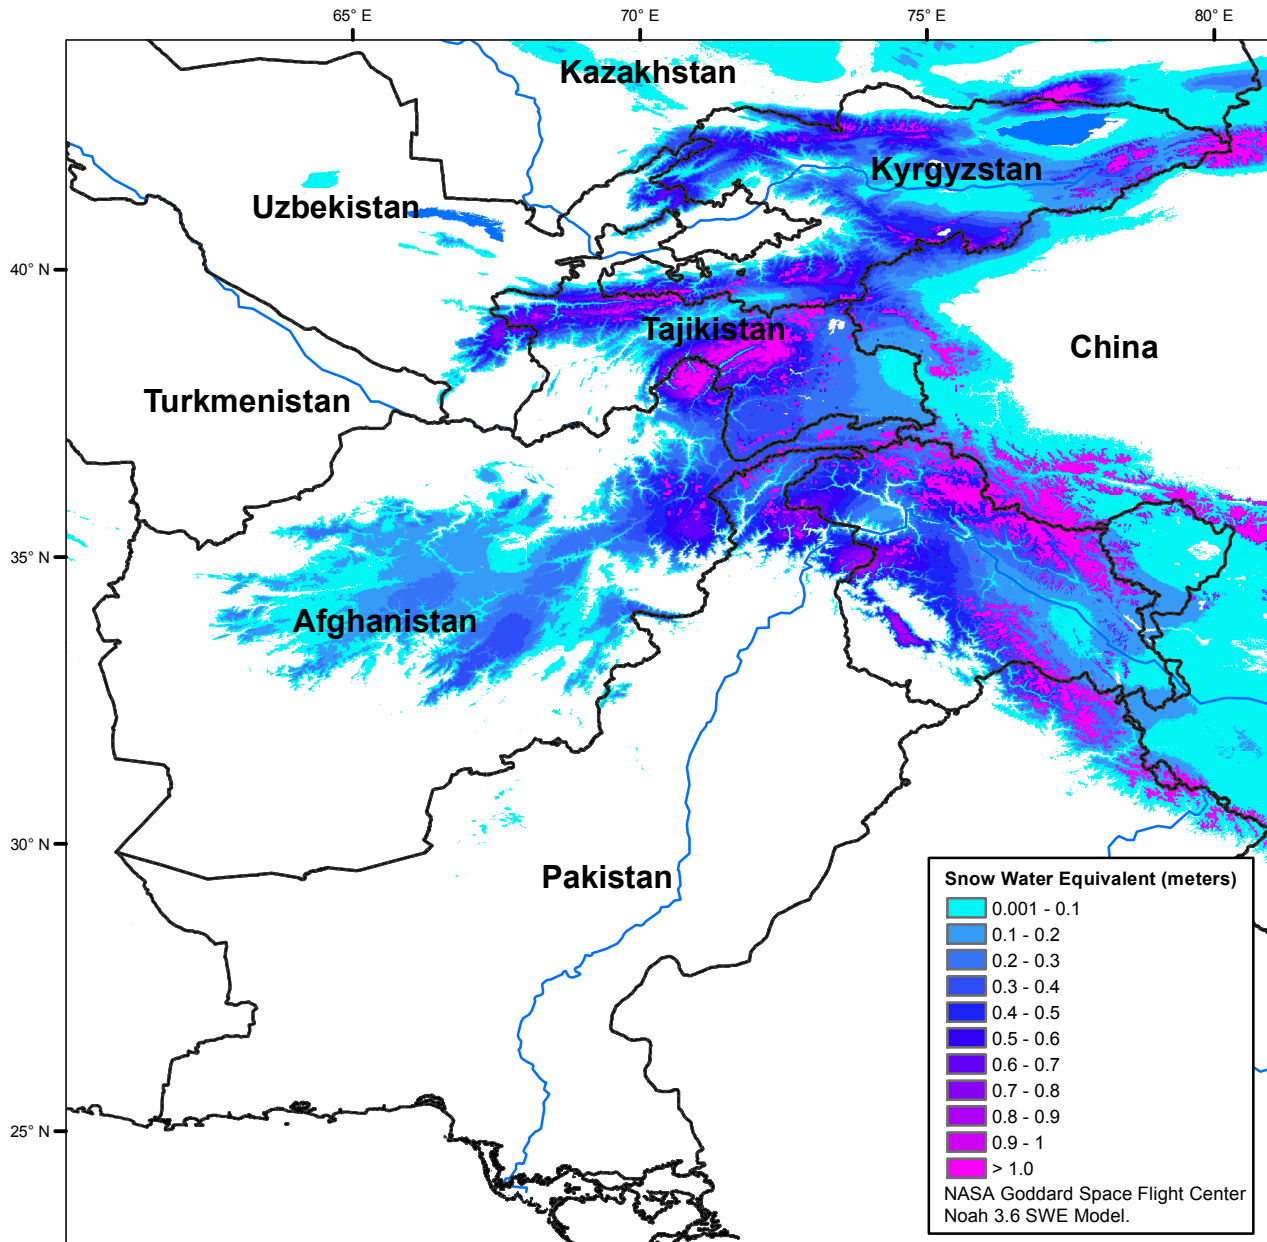 65° E
70° E
75° E
80° E
Kazakhstan
Kyrgyzstan
Uzbekistan
40° N
Tajikistan
China
Turkmenistan
35° N
Afghanistan
30° N
Pakistan
25° N
Snow Water Equivalent (meters)
0.001 - 0.1
0.1 - 0.2
0.2 - 0.3
0.3 - 0.4
0.4 - 0.5
0.5 - 0.6
0.6 - 0.7
0.7 - 0.8
0.8 - 0.9
0.9 - 1
> 1.0
NASA Goddard Space Flight Center
Noah 3.6 SWE Model.